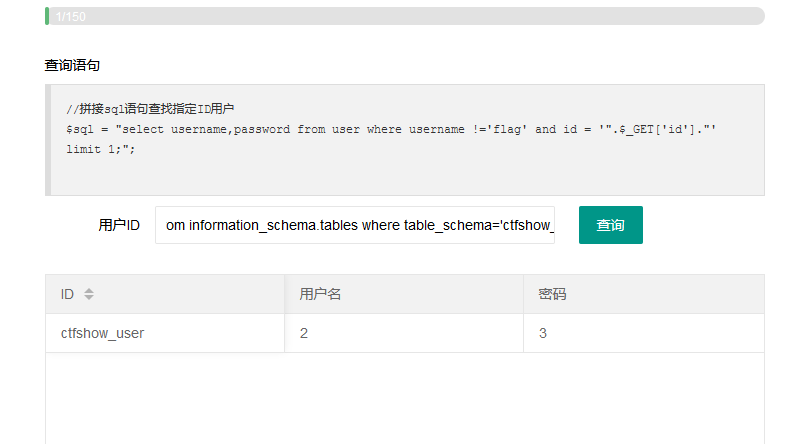 1/150
查询语句
//拼接sql语句查找指定ID用户
$sql = "select username,password from user where username !='flag' and id = '".$_GET['id']."'
limit 1;";
用户ID om information_schema.tables where table_schema='ctfshow_ 查询
ID 用户名 密码
ctfshow_user 2 3